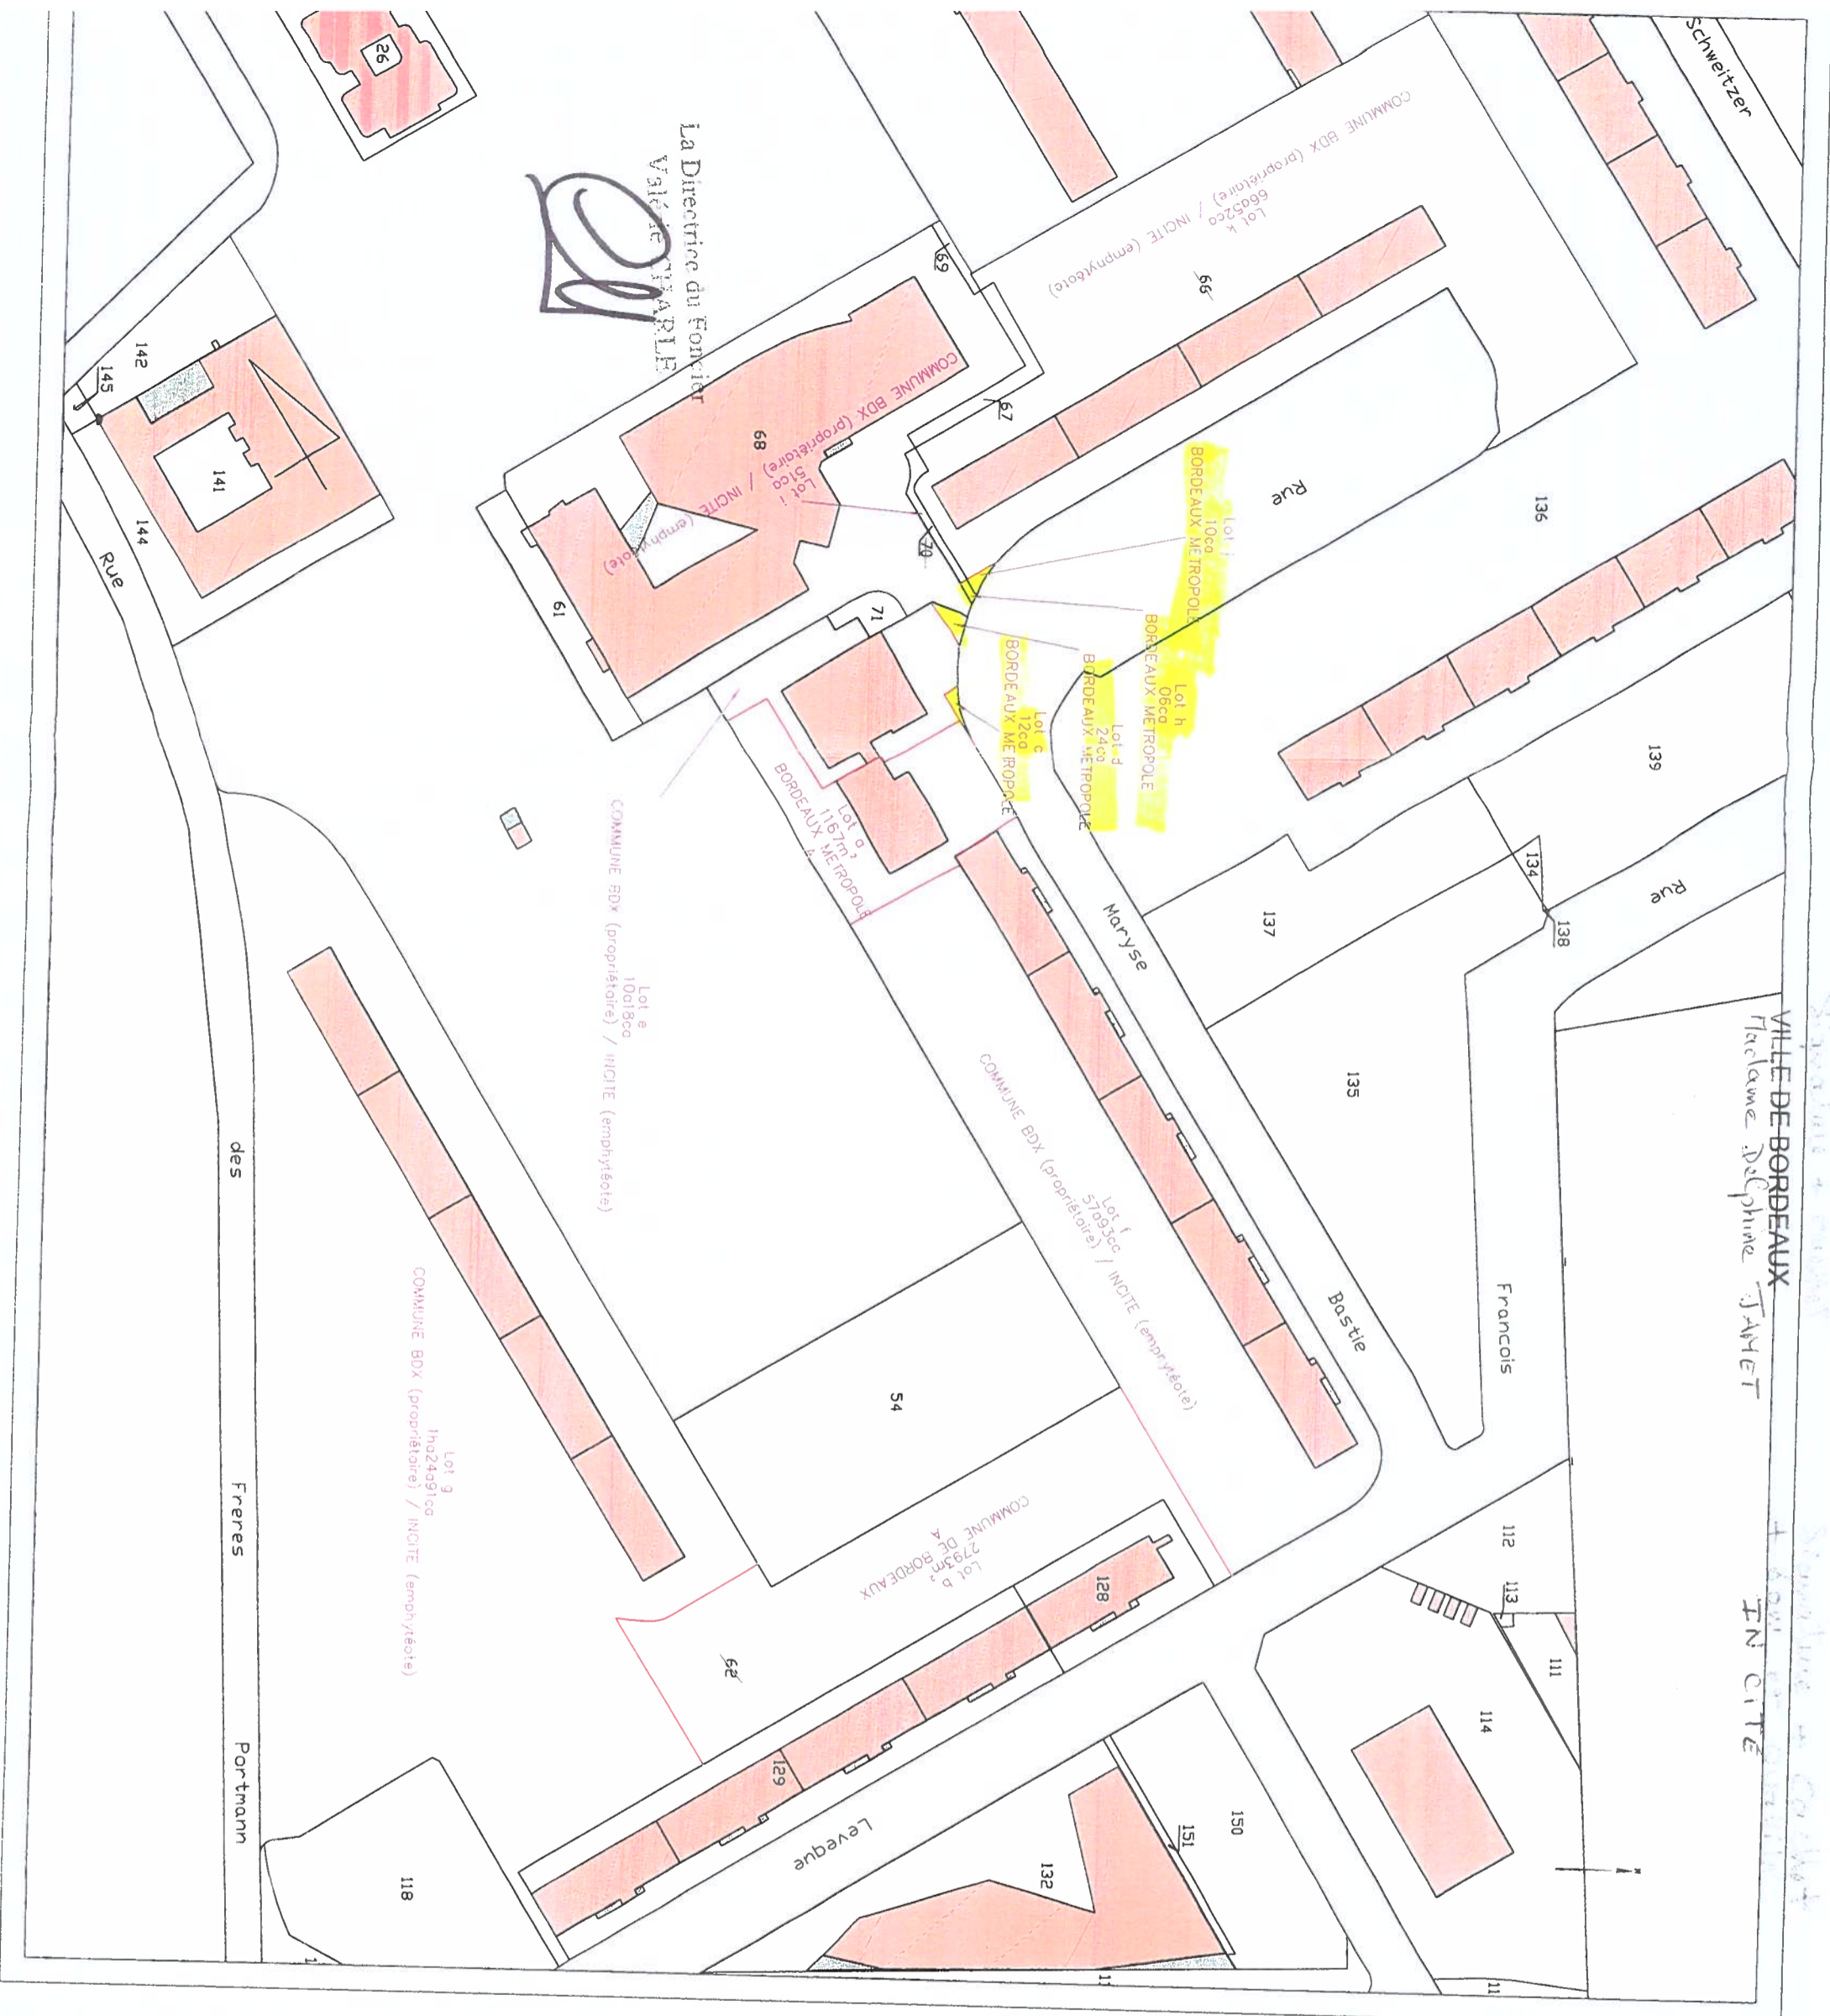 Schweitzer
26
La Directrice du Foncier
COMMUNE BDX (propriétaire) / INCITE (emphytéote)
Lot k
66a52ca
66
69
67
COMMUNE BDX (propriétaire) / INCITE (emphytéote)
Lot i
51ca
68
70
142
145
141
144
Rue
61
71
Rue
136
10ca
BORDEAUX METROPOLE
Lot h
06ca
BORDEAUX METROPOLE
Lot d
24ca
BORDEAUX METROPOLE
Lot c
12ca
BORDEAUX METROPOLE
139
134
138
Rue
137
Maryse
Lot a
1167m²
BORDEAUX METROPOLE
Lot e
10a18ca
COMMUNE BDX (propriétaire) / INCITE (emphytéote)
135
VILLE DE BORDEAUX
Madame Delphine JAMET
IN CITE
Lot f
57a93ca
COMMUNE BDX (propriétaire) / INCITE (emphytéote)
Bastie
Francois
des
Freres
Portmann
Lot g
1ha24a91ca
COMMUNE BDX (propriétaire) / INCITE (emphytéote)
54
Lot b
2793m²
COMMUNE DE BORDEAUX
A
62
128
129
112
113
111
114
150
151
132
Leveque
118
11
11